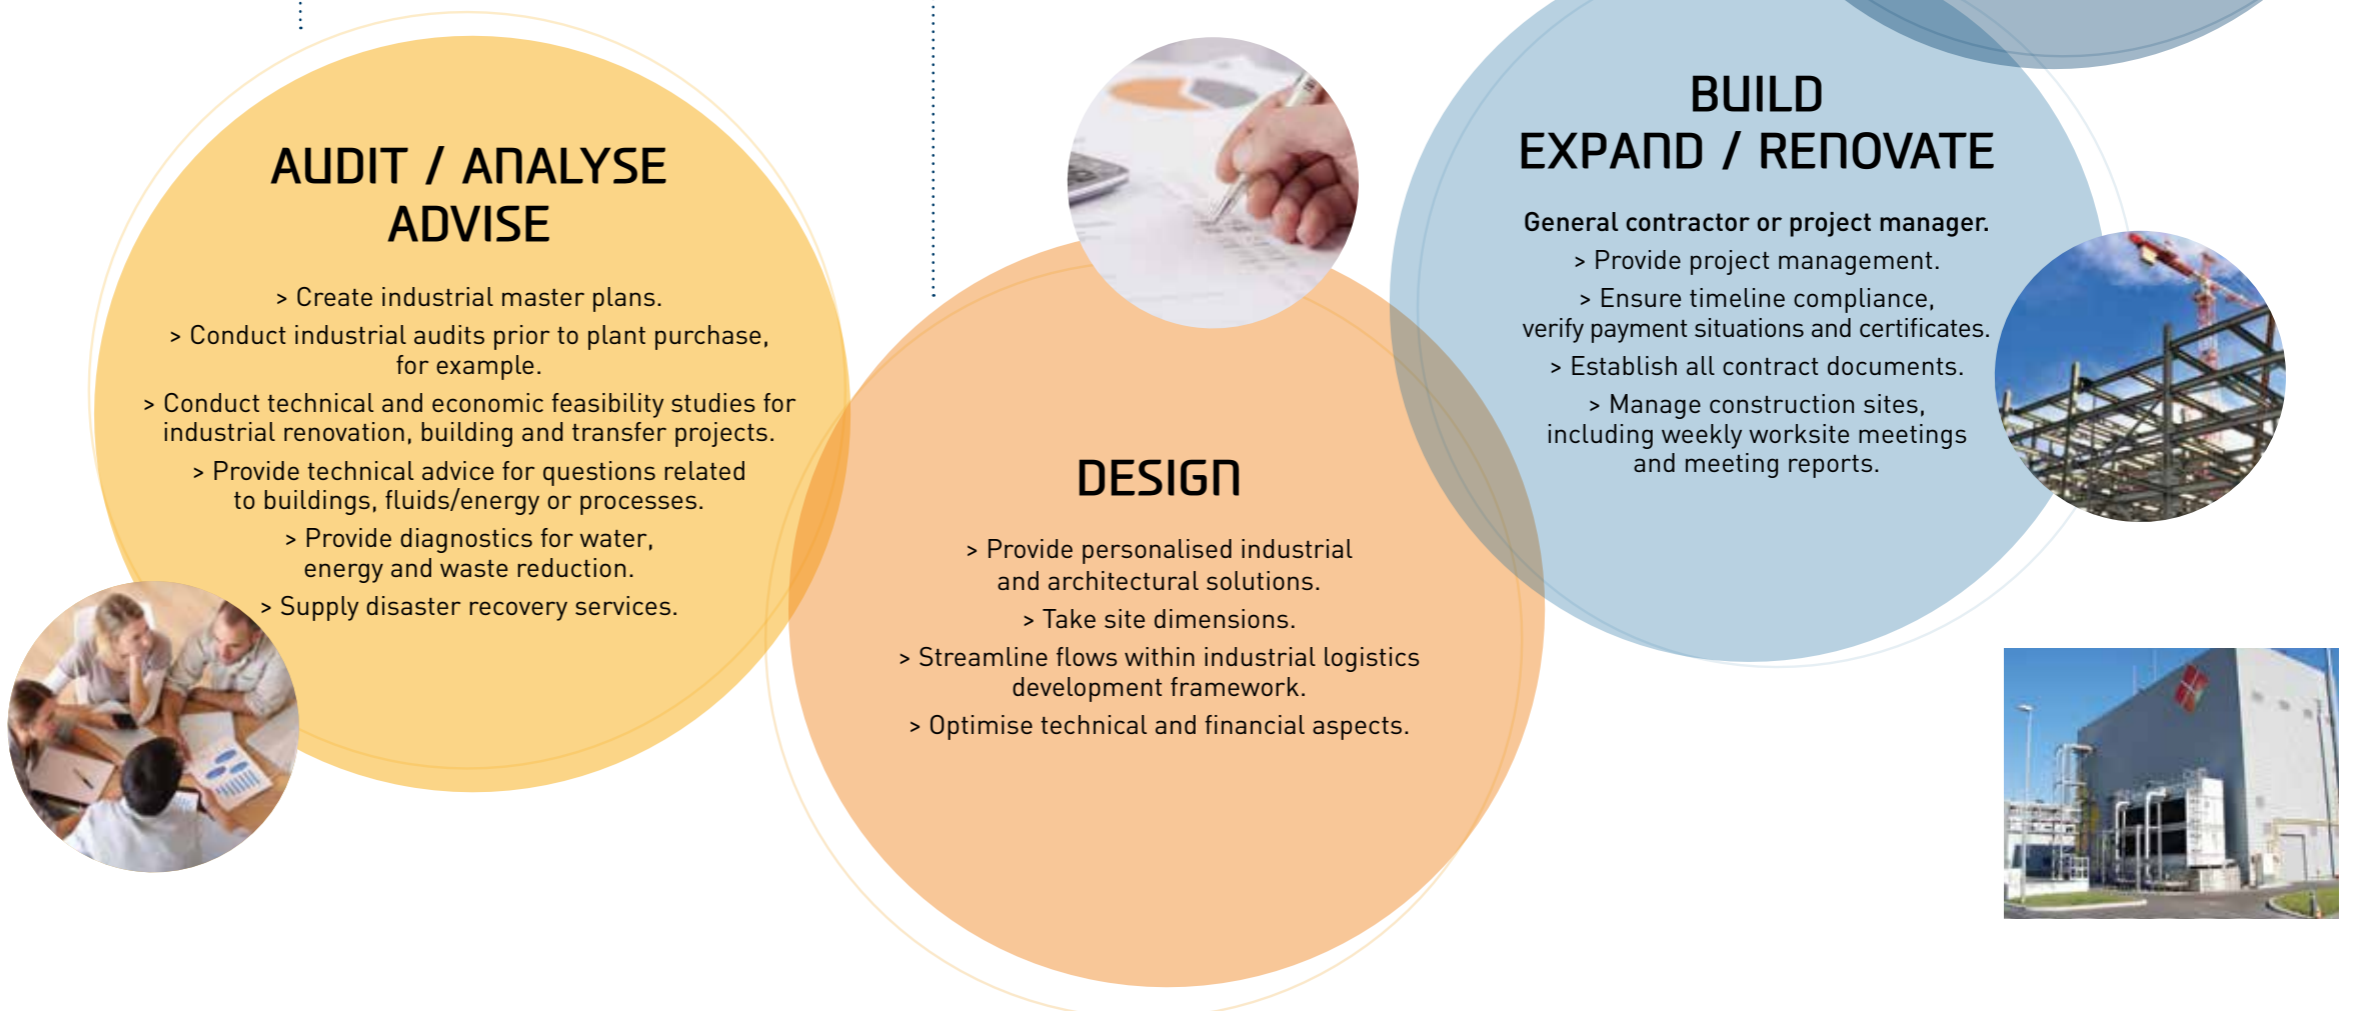 AUDIT / ANALYSE
ADVISE
> Create industrial master plans.
> Conduct industrial audits prior to plant purchase,
for example.
> Conduct technical and economic feasibility studies for
industrial renovation, building and transfer projects.
> Provide technical advice for questions related
to buildings, fluids/energy or processes.
> Provide diagnostics for water,
energy and waste reduction.
> Supply disaster recovery services.
DESIGN
> Provide personalised industrial
and architectural solutions.
> Take site dimensions.
> Streamline flows within industrial logistics
development framework.
> Optimise technical and financial aspects.
BUILD
EXPAND / RENOVATE
General contractor or project manager.
> Provide project management.
> Ensure timeline compliance,
verify payment situations and certificates.
> Establish all contract documents.
> Manage construction sites,
including weekly worksite meetings
and meeting reports.